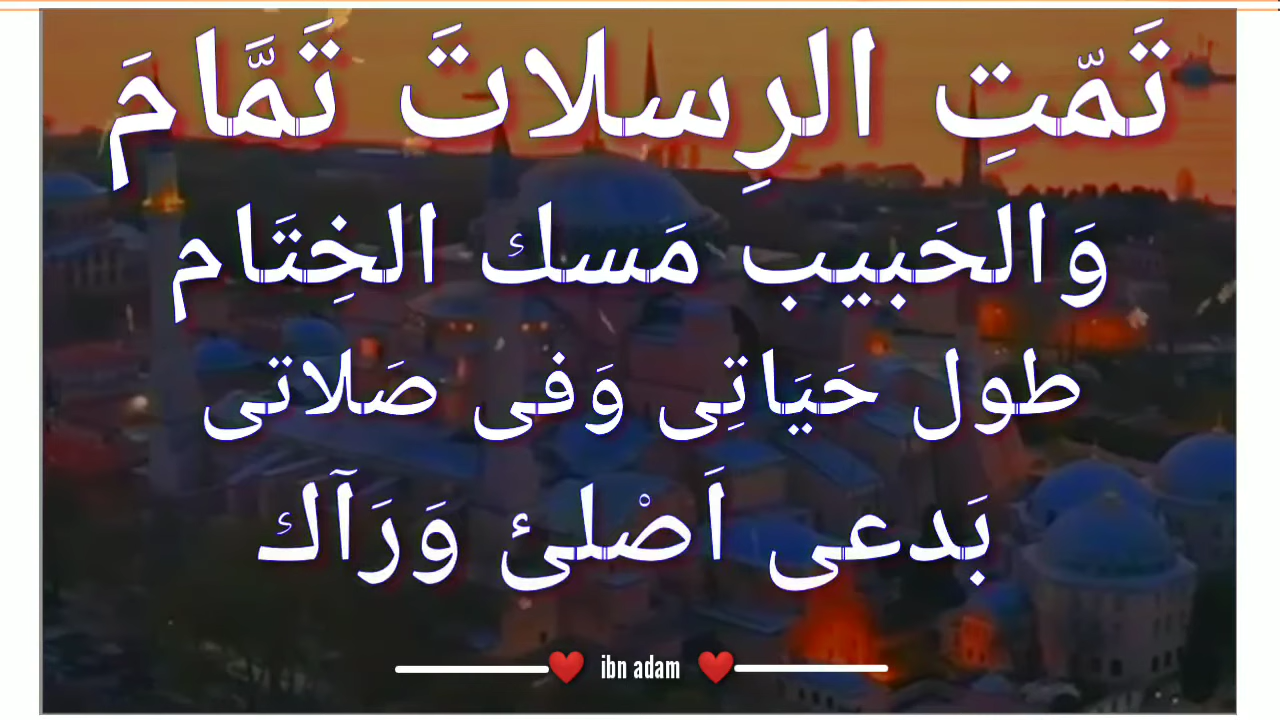 تَمّتِ الرِسلاتَ تَمَّامَ
وَالحَبيب مَسك الخِتَام
طول حَيَاتِى وَفى صَلاتى
بَدعى اَصْلئ وَرَآك
ibn adam